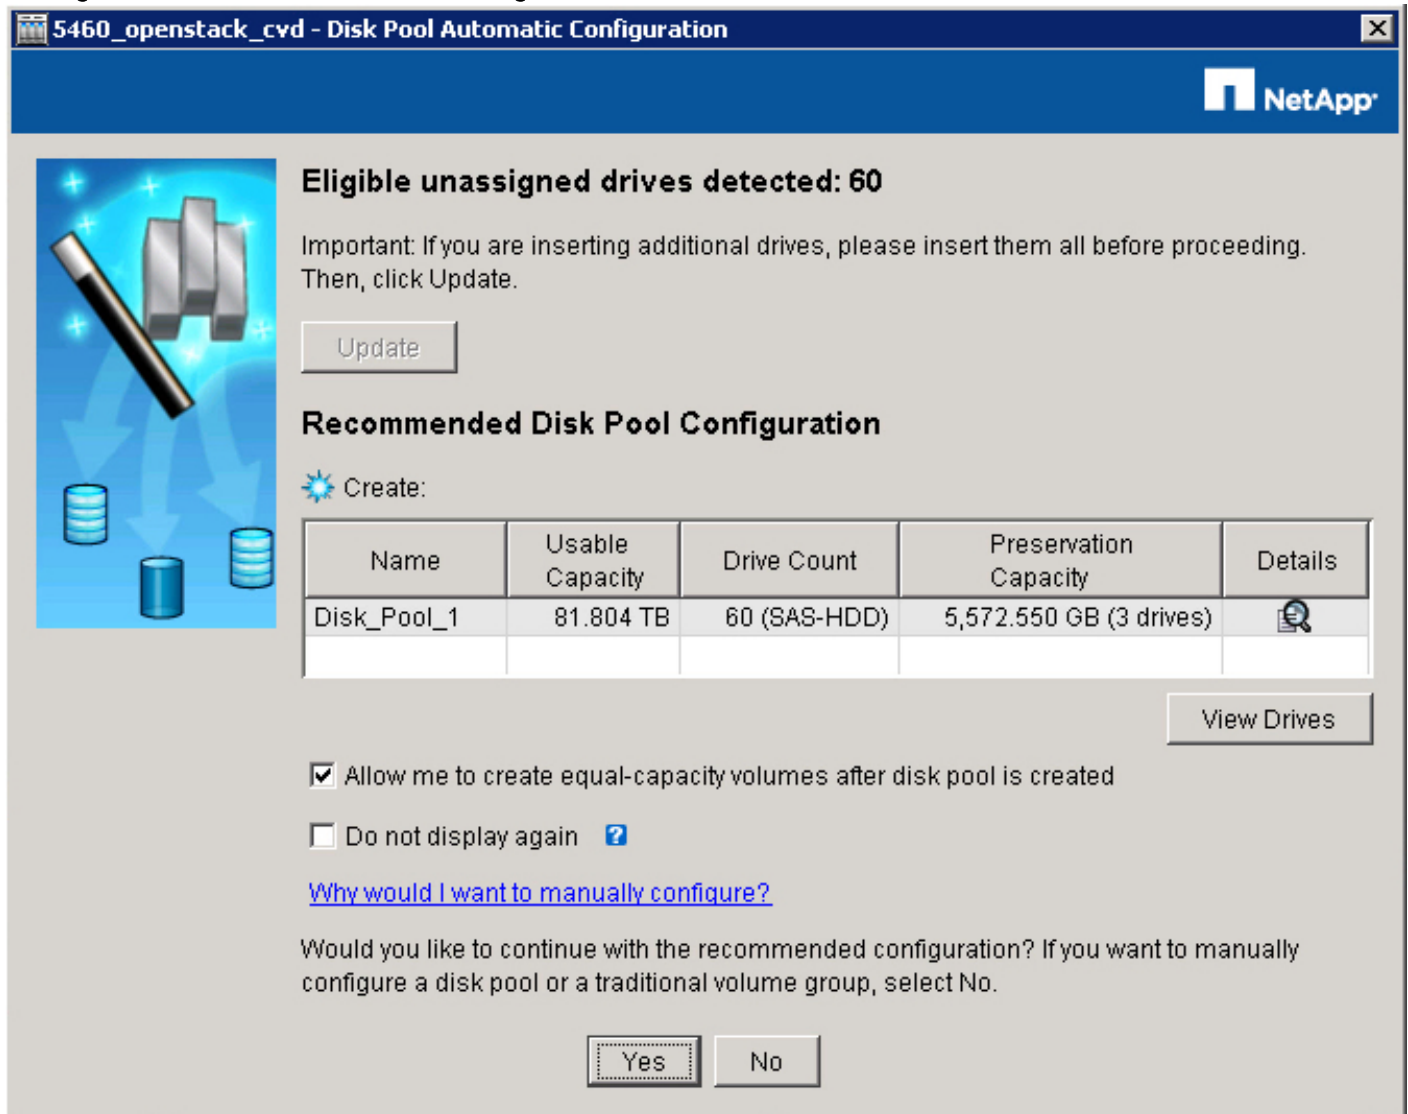 5460_openstack_cvd - Disk Pool Automatic Configuration
NetApp
Eligible unassigned drives detected: 60
Important: If you are inserting additional drives, please insert them all before proceeding.
Then, click Update.
Update
Recommended Disk Pool Configuration
Create:
Name Usable Capacity Drive Count Preservation Capacity Details
Disk_Pool_1 81.804 TB 60 (SAS-HDD) 5,572.550 GB (3 drives)
View Drives
Allow me to create equal-capacity volumes after disk pool is created
Do not display again ?
Why would I want to manually configure?
Would you like to continue with the recommended configuration? If you want to manually
configure a disk pool or a traditional volume group, select No.
Yes No